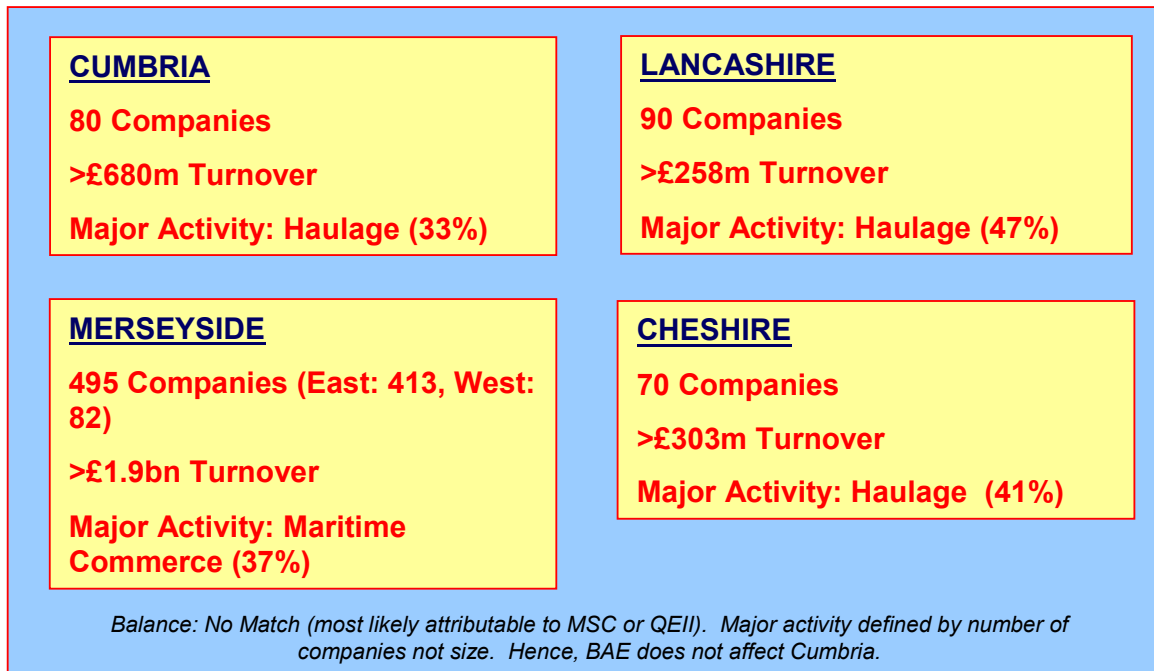 CUMBRIA
80 Companies
>£680m Turnover
Major Activity: Haulage (33%)
LANCASHIRE
90 Companies
>£258m Turnover
Major Activity: Haulage (47%)
MERSEYSIDE
495 Companies (East: 413, West:
82)
>£1.9bn Turnover
Major Activity: Maritime
Commerce (37%)
CHESHIRE
70 Companies
>£303m Turnover
Major Activity: Haulage  (41%)
Balance: No Match (most likely attributable to MSC or QEII).  Major activity defined by number of
companies not size.  Hence, BAE does not affect Cumbria.